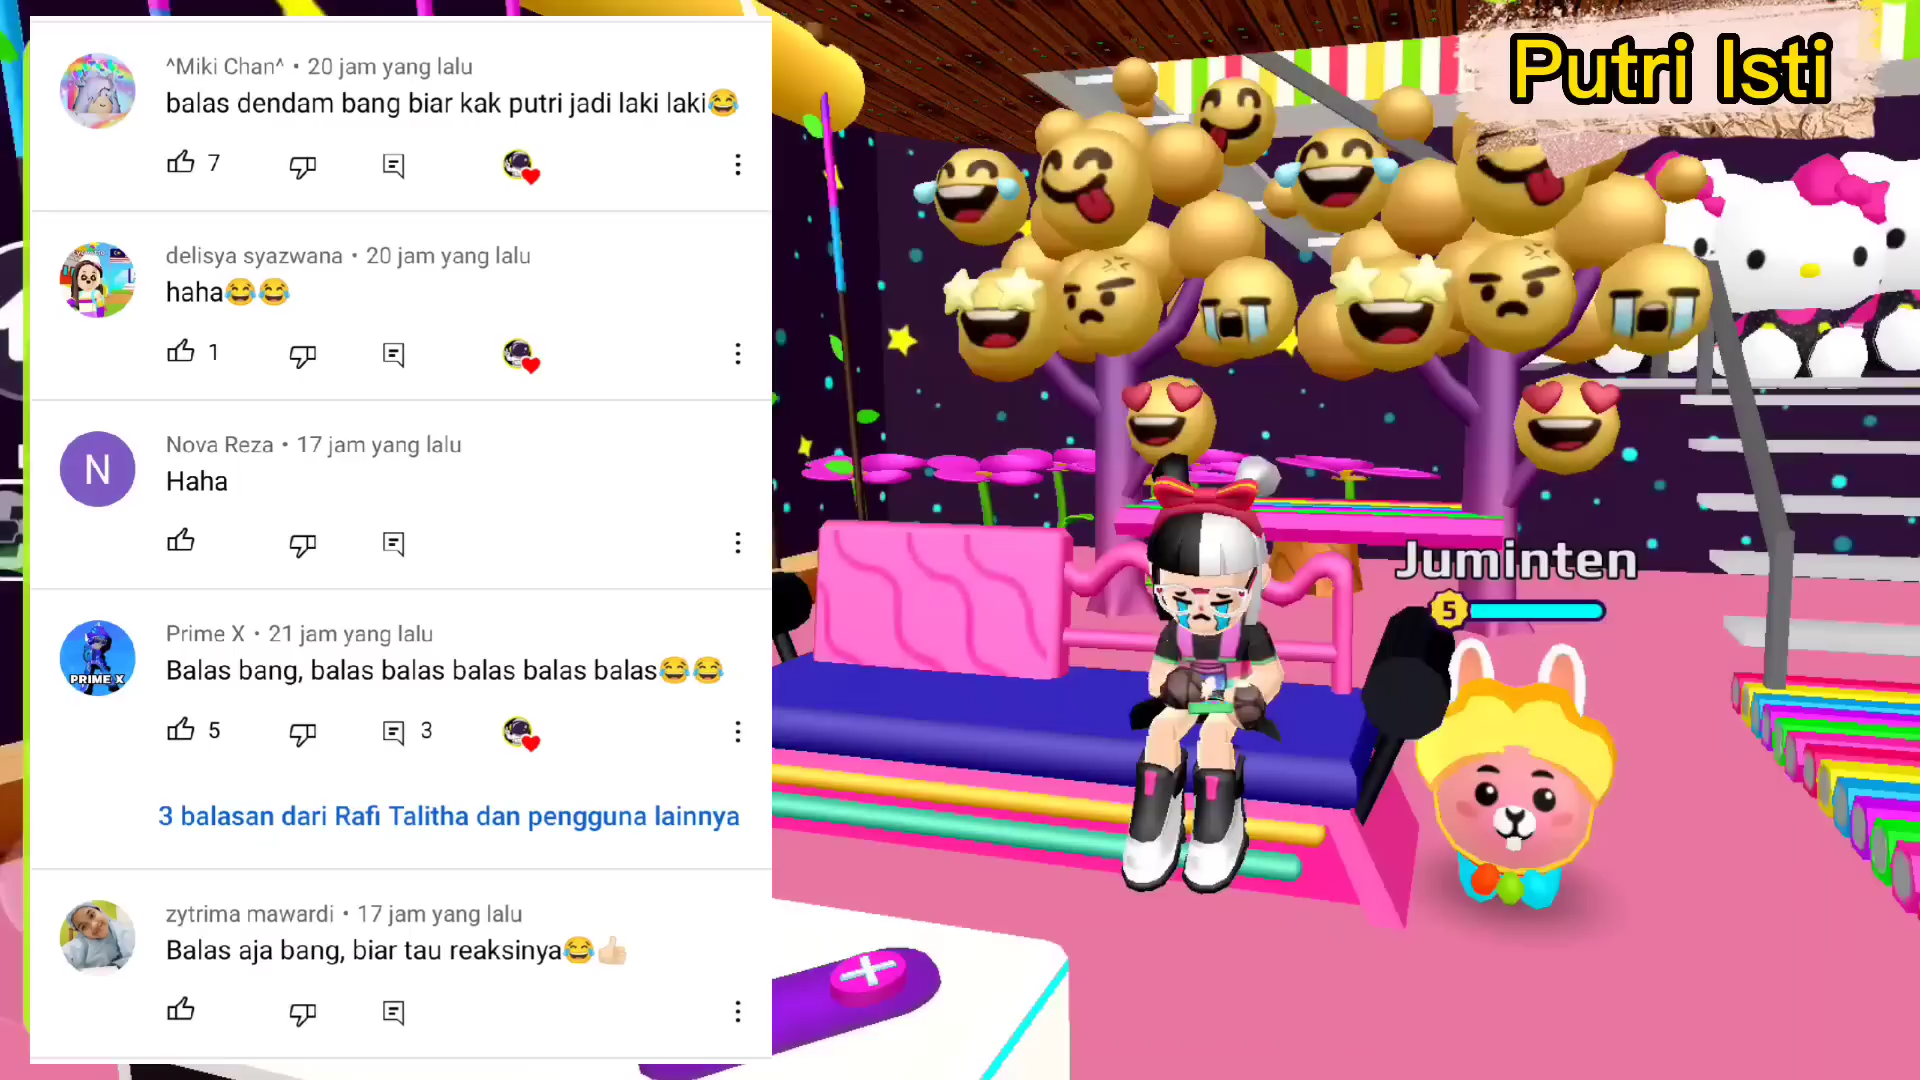 ^Miki Chan^ • 20 jam yang lalu
balas dendam bang biar kak putri jadi laki laki😂
7
delisya syazwana • 20 jam yang lalu
haha😂😂
1
N
Nova Reza • 17 jam yang lalu
Haha
PRIME X
Prime X • 21 jam yang lalu
Balas bang, balas balas balas balas balas😂😂
5
3
3 balasan dari Rafi Talitha dan pengguna lainnya
zytrima mawardi • 17 jam yang lalu
Balas aja bang, biar tau reaksinya😂👍🏻
Putri Isti
Juminten
5